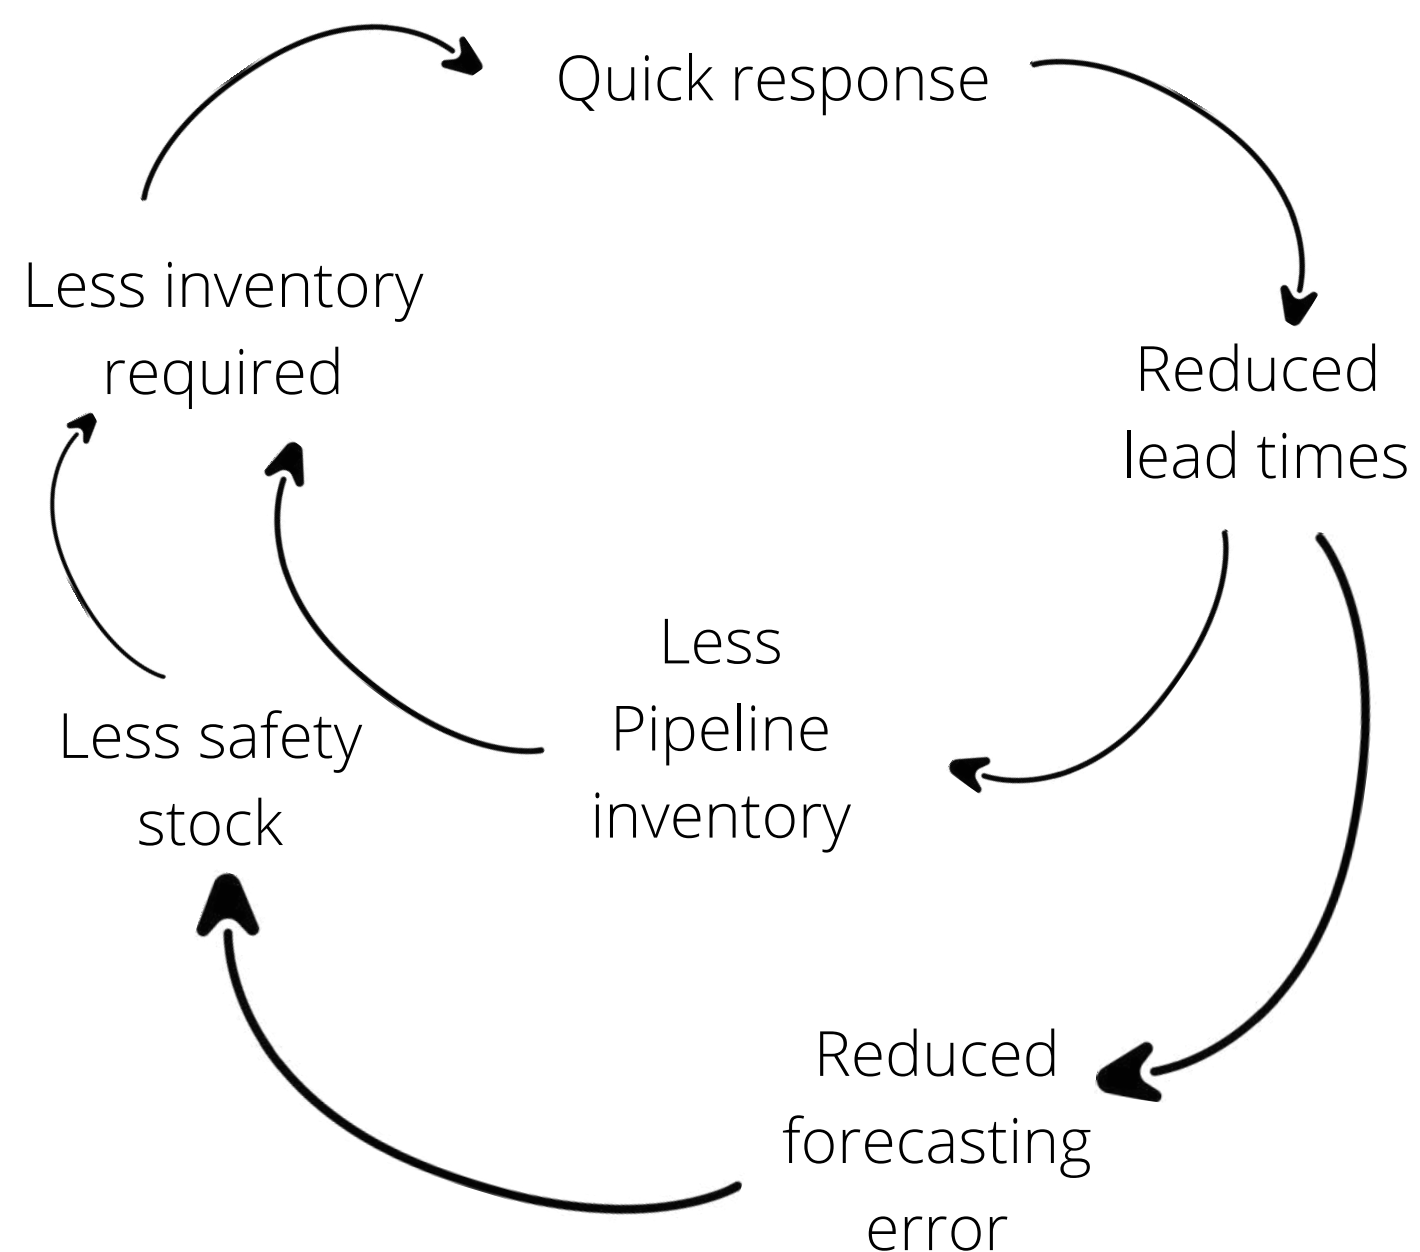 Quick response
Less inventory
required
Reduced
lead times
Less
Pipeline
inventory
Less safety
stock
Reduced
forecasting
error